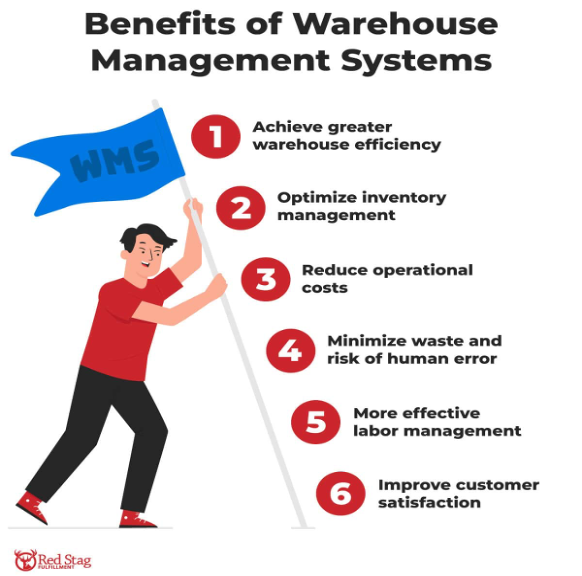 Benefits of Warehouse
Management Systems
WMS
1
Achieve greater
warehouse efficiency
2
Optimize inventory
management
3
Reduce operational
costs
4
Minimize waste and
risk of human error
5
More effective
labor management
6
Improve customer
satisfaction
Red Stag
FULFILLMENT